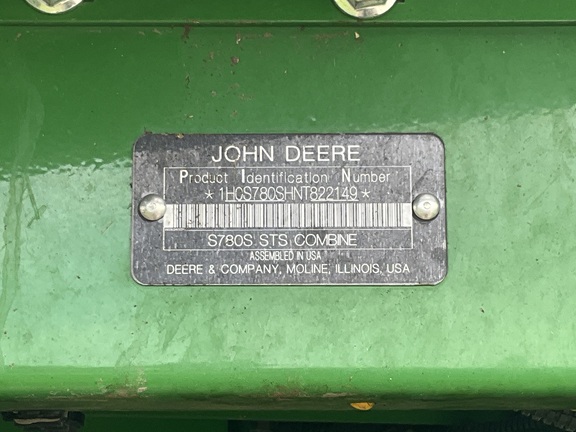 JOHN DEERE
Product Identification Number
*1HCS780SHNT822149*
S780S STS COMBINE
ASSEMBLED IN USA
DEERE & COMPANY, MOLINE, ILLINOIS, USA